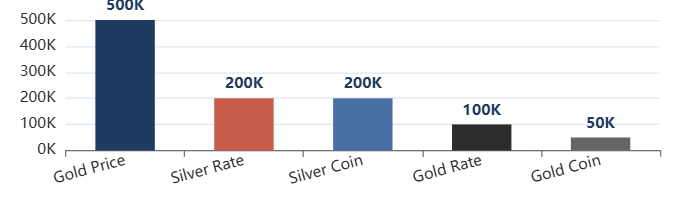 500K
500K
400K
300K
200K
200K
200K
100K
100K
50K
0K
Gold Price
Silver Rate
Silver Coin
Gold Rate
Gold Coin